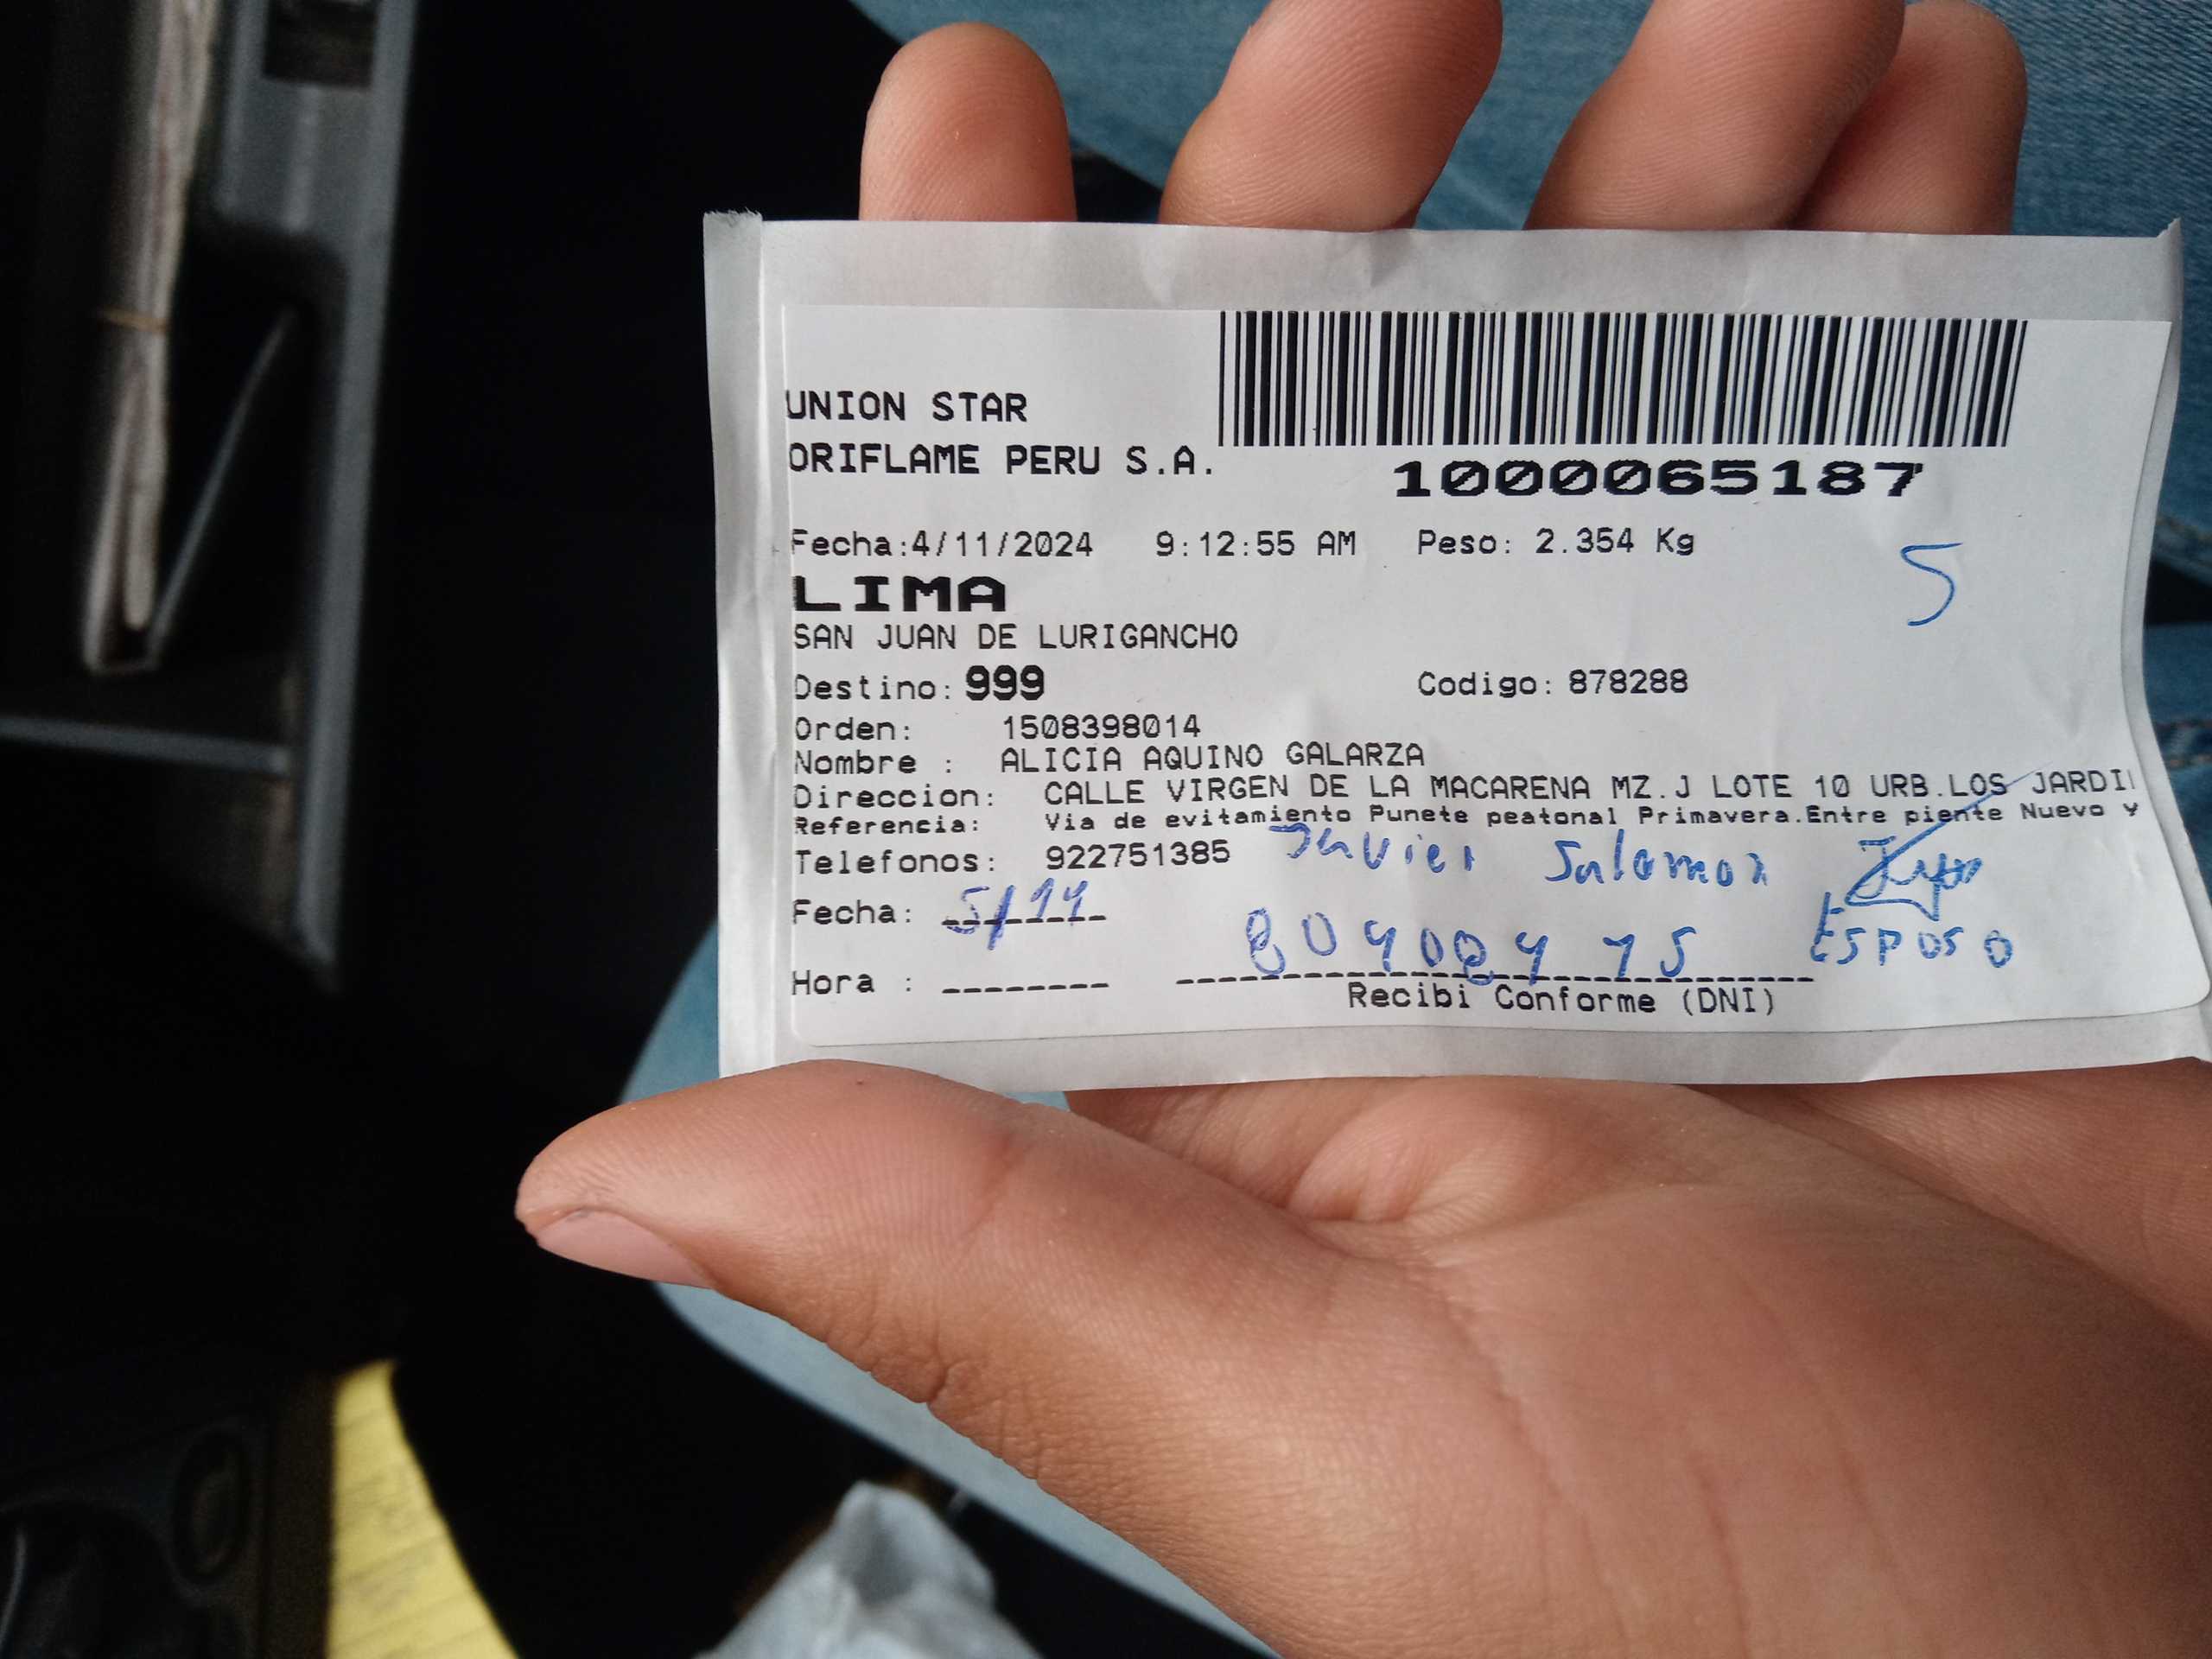 UNION STAR
ORIFLAME PERU S.A.
1000065187
Fecha:4/11/2024 9:12:55 AM Peso: 2.354 Kg
5
LIMA
SAN JUAN DE LURIGANCHO
Destino: 999 Codigo: 878288
Orden: 1508398014
Nombre : ALICIA AQUINO GALARZA
Direccion: CALLE VIRGEN DE LA MACARENA MZ.J LOTE 10 URB.LOS JARDI
Referencia: Via de evitamiento Punete peatonal Primavera.Entre piente Nuevo y
Telefonos: 922751385 Javier Salomon
Fecha: 5/11
Esposo
Hora :
Recibi Conforme (DNI)